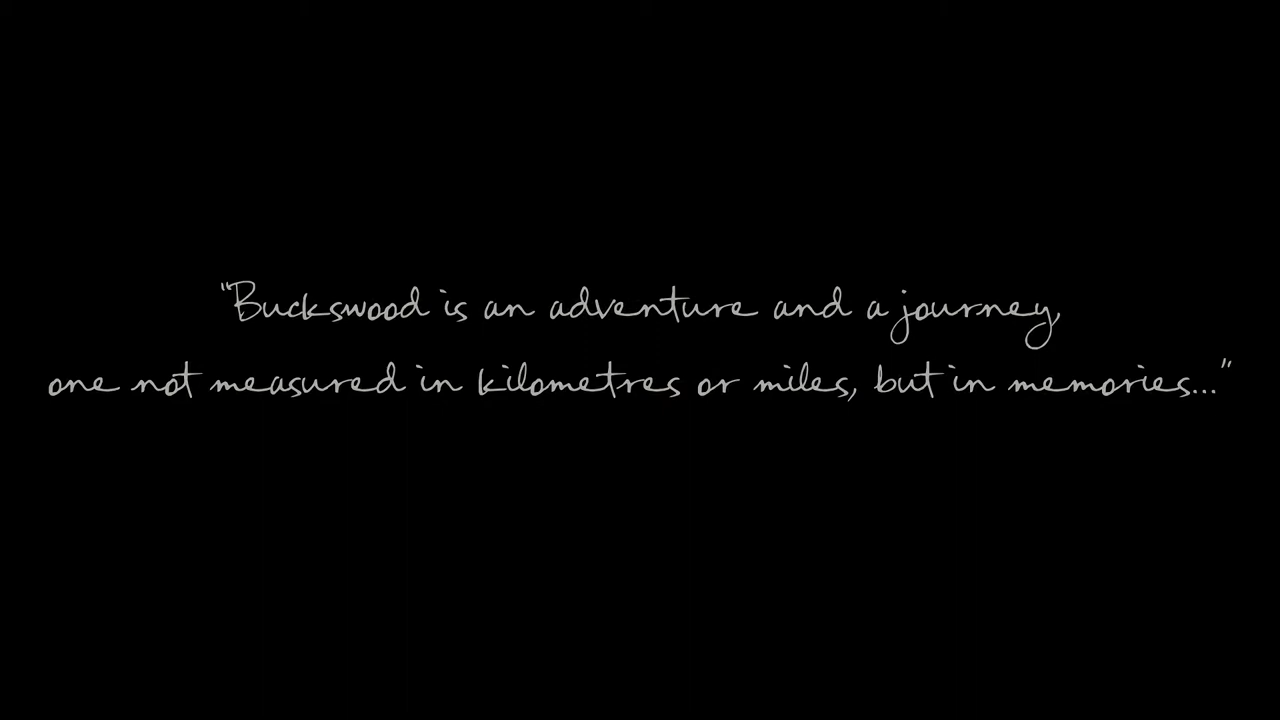 "Buckswood is an adventure and a journey,
one not measured in kilometres or miles, but in memories..."